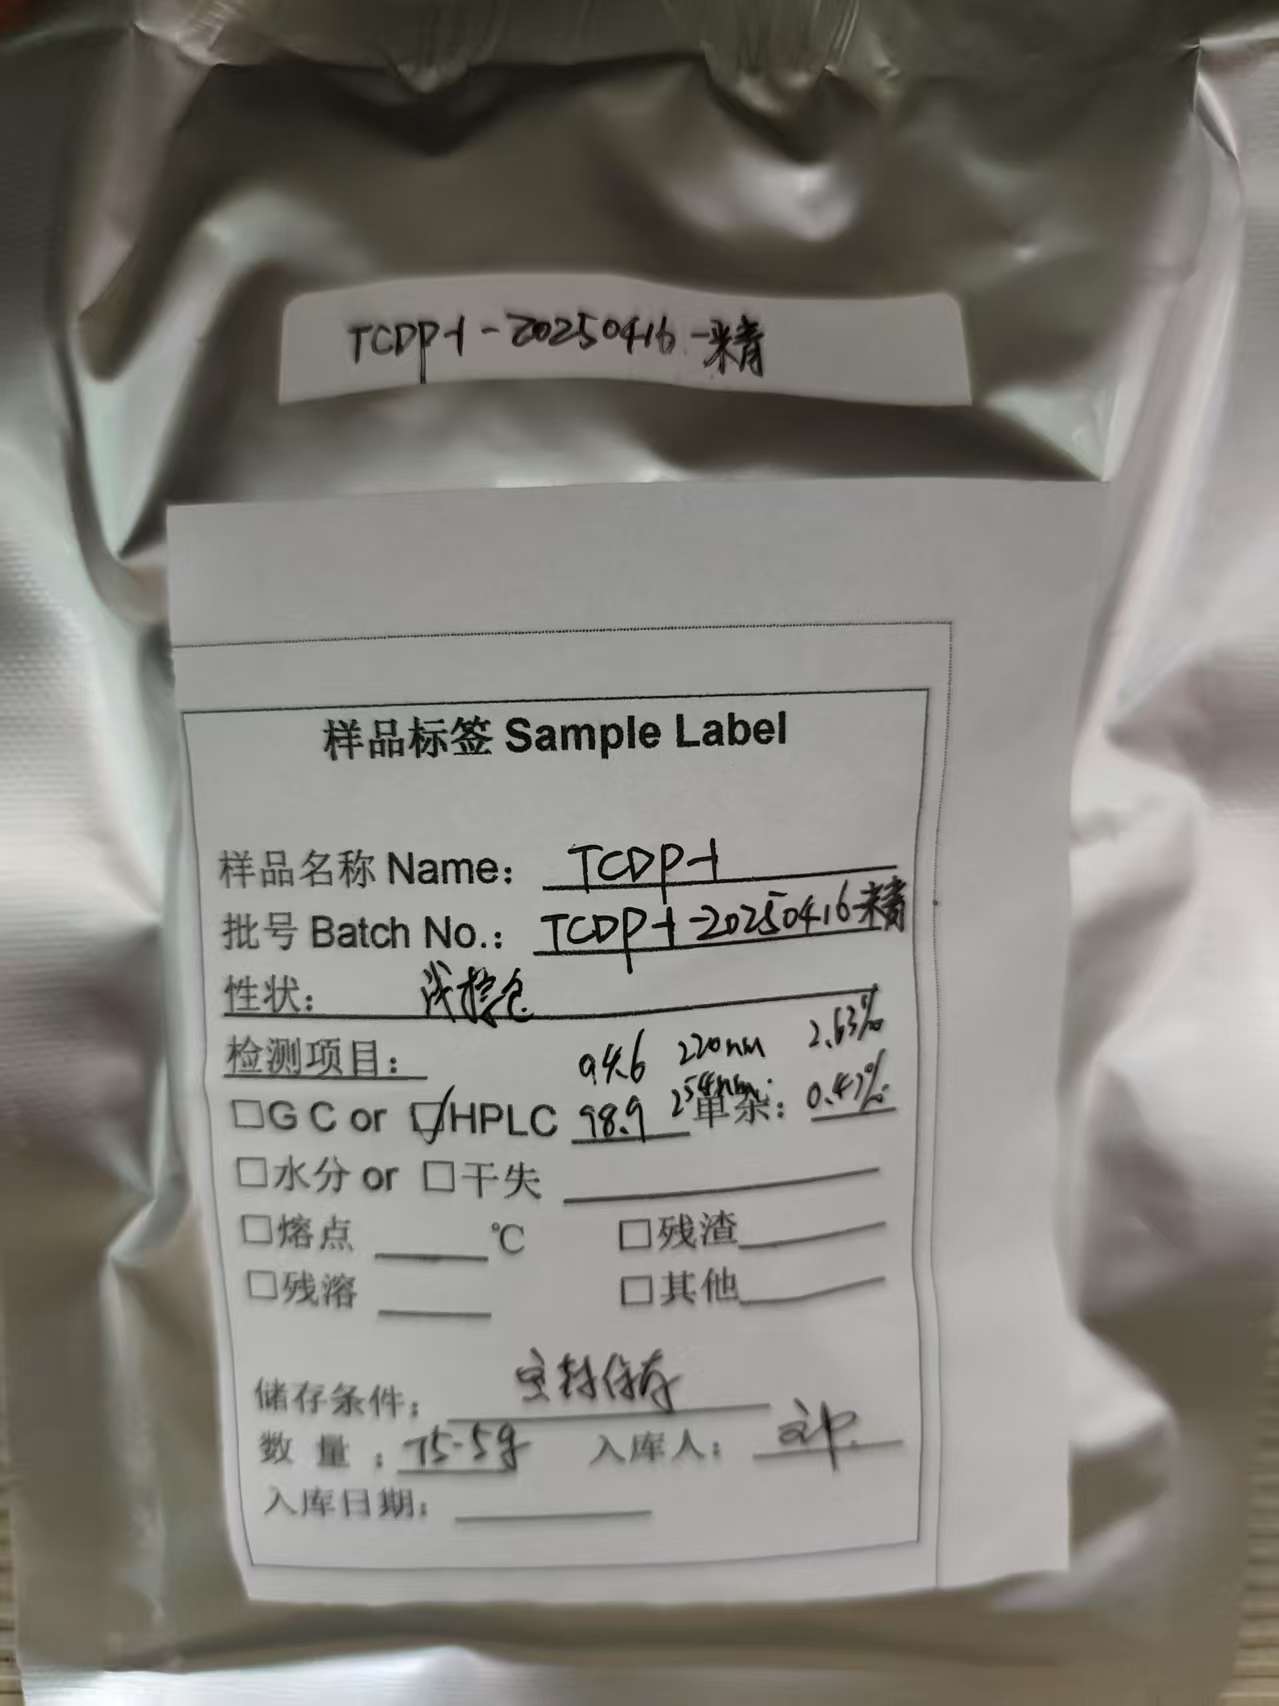 TCDP-1-20250416-精
样品标签 Sample Label
样品名称 Name: TCDP-1
批号 Batch No.: TCDP-1-20250416-精
性状: 浅棕色
检测项目: 94.6 220nm 2.63%
□GC or ☑HPLC 98.9 254nm 单杂: 0.47%
□水分 or □干失
□熔点 ℃ □残渣
□残溶 □其他
储存条件: 密封保存
数 量: 75.5g 入库人:
入库日期: